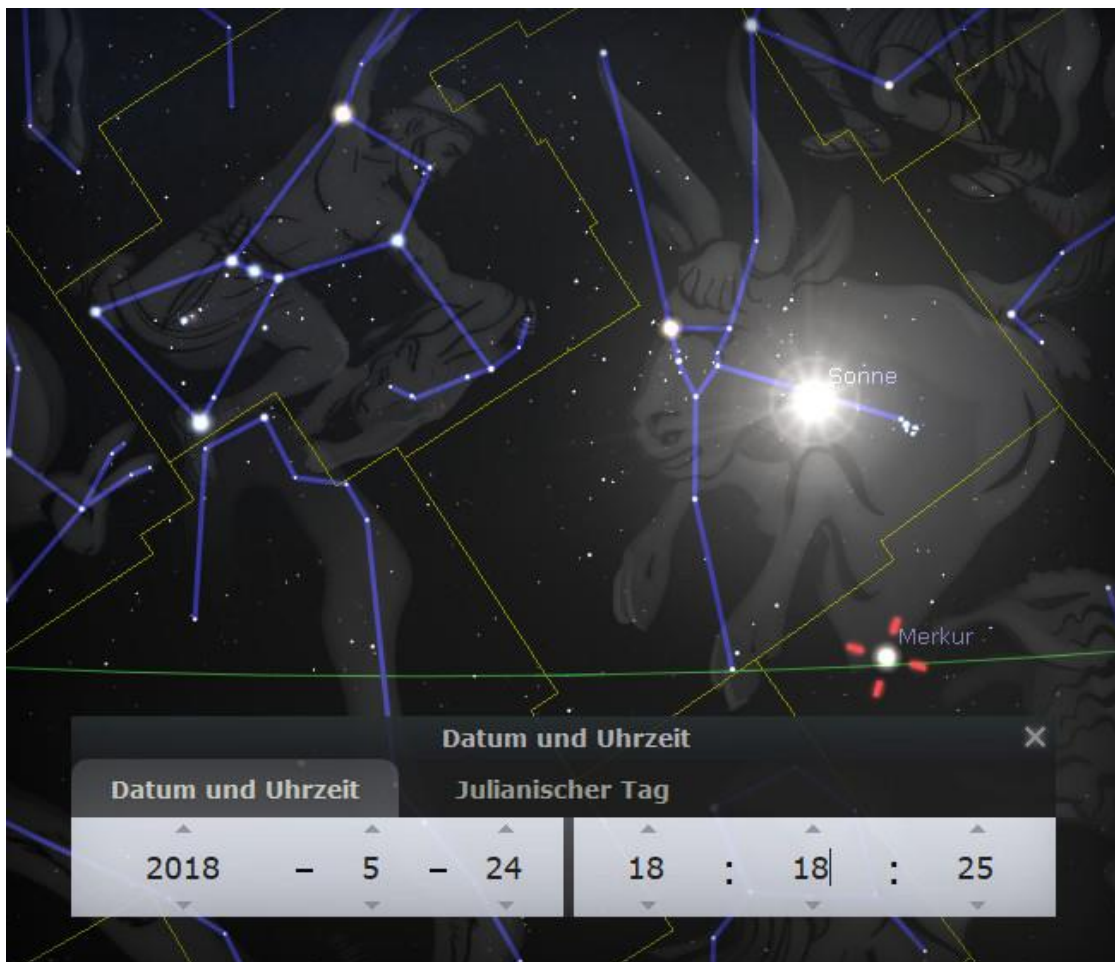 Sonne
Merkur
Datum und Uhrzeit
Datum und Uhrzeit Julianischer Tag
2018 – 5 – 24 18 : 18 : 25